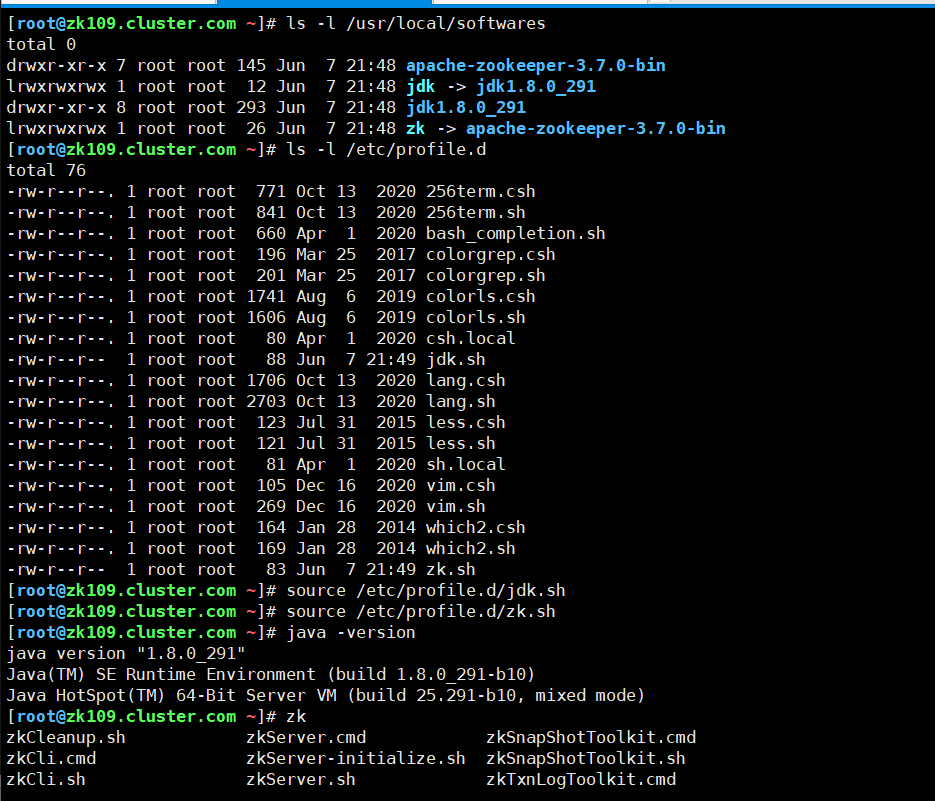 [root@zk109.cluster.com ~]# ls -l /usr/local/softwares
total 0
drwxr-xr-x 7 root root 145 Jun  7 21:48 apache-zookeeper-3.7.0-bin
lrwxrwxrwx 1 root root  12 Jun  7 21:48 jdk -> jdk1.8.0_291
drwxr-xr-x 8 root root 293 Jun  7 21:48 jdk1.8.0_291
lrwxrwxrwx 1 root root  26 Jun  7 21:48 zk -> apache-zookeeper-3.7.0-bin
[root@zk109.cluster.com ~]# ls -l /etc/profile.d
total 76
-rw-r--r--. 1 root root  771 Oct 13  2020 256term.csh
-rw-r--r--. 1 root root  841 Oct 13  2020 256term.sh
-rw-r--r--. 1 root root  660 Apr  1  2020 bash_completion.sh
-rw-r--r--. 1 root root  196 Mar 25  2017 colorgrep.csh
-rw-r--r--. 1 root root  201 Mar 25  2017 colorgrep.sh
-rw-r--r--. 1 root root 1741 Aug  6  2019 colorls.csh
-rw-r--r--. 1 root root 1606 Aug  6  2019 colorls.sh
-rw-r--r--. 1 root root   80 Apr  1  2020 csh.local
-rw-r--r--  1 root root   88 Jun  7 21:49 jdk.sh
-rw-r--r--. 1 root root 1706 Oct 13  2020 lang.csh
-rw-r--r--. 1 root root 2703 Oct 13  2020 lang.sh
-rw-r--r--. 1 root root  123 Jul 31  2015 less.csh
-rw-r--r--. 1 root root  121 Jul 31  2015 less.sh
-rw-r--r--. 1 root root   81 Apr  1  2020 sh.local
-rw-r--r--. 1 root root  105 Dec 16  2020 vim.csh
-rw-r--r--. 1 root root  269 Dec 16  2020 vim.sh
-rw-r--r--. 1 root root  164 Jan 28  2014 which2.csh
-rw-r--r--. 1 root root  169 Jan 28  2014 which2.sh
-rw-r--r--  1 root root   83 Jun  7 21:49 zk.sh
[root@zk109.cluster.com ~]# source /etc/profile.d/jdk.sh
[root@zk109.cluster.com ~]# source /etc/profile.d/zk.sh
[root@zk109.cluster.com ~]# java -version
java version "1.8.0_291"
Java(TM) SE Runtime Environment (build 1.8.0_291-b10)
Java HotSpot(TM) 64-Bit Server VM (build 25.291-b10, mixed mode)
[root@zk109.cluster.com ~]# zk
zkCleanup.sh            zkServer.cmd            zkSnapShotToolkit.cmd
zkCli.cmd               zkServer-initialize.sh  zkSnapShotToolkit.sh
zkCli.sh                zkServer.sh             zkTxnLogToolkit.cmd